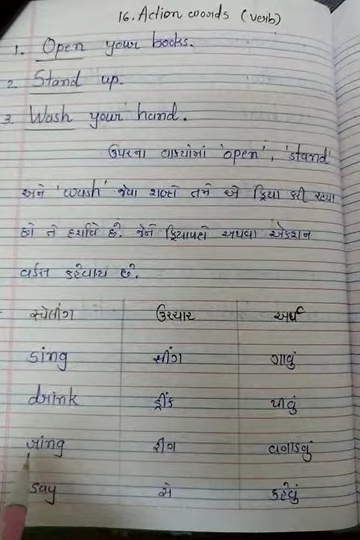 16. Action words (verb)
1. Open your books.
2. Stand up.
3. Wash your hand.
ઉપરના વાક્યોમાં 'open', 'stand'
અને 'wash' જેવા શબ્દો તમે જે ક્રિયા કરી રહ્યા
છો તે દર્શાવે છે. જેને ક્રિયાપદો અથવા એક્શન
વર્ડસ કહેવાય છે.
સ્પેલીંગ ઉચ્ચાર અર્થ
sing સીંગ ગાવું
drink ડ્રીંક પીવું
ring રીંગ વગાડવું
say સે કહેવું